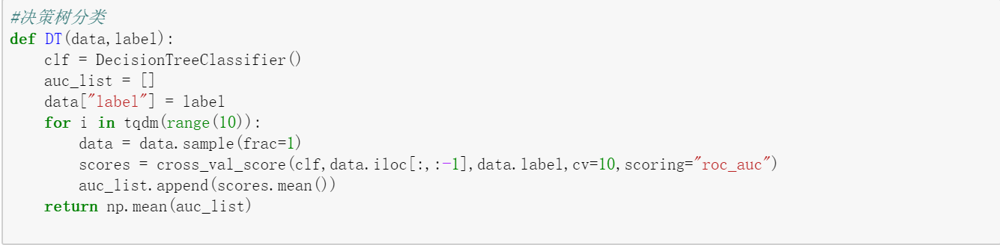 #决策树分类
def DT(data,label):
    clf = DecisionTreeClassifier()
    auc_list = []
    data["label"] = label
    for i in tqdm(range(10)):
        data = data.sample(frac=1)
        scores = cross_val_score(clf,data.iloc[:,:-1],data.label,cv=10,scoring="roc_auc")
        auc_list.append(scores.mean())
    return np.mean(auc_list)